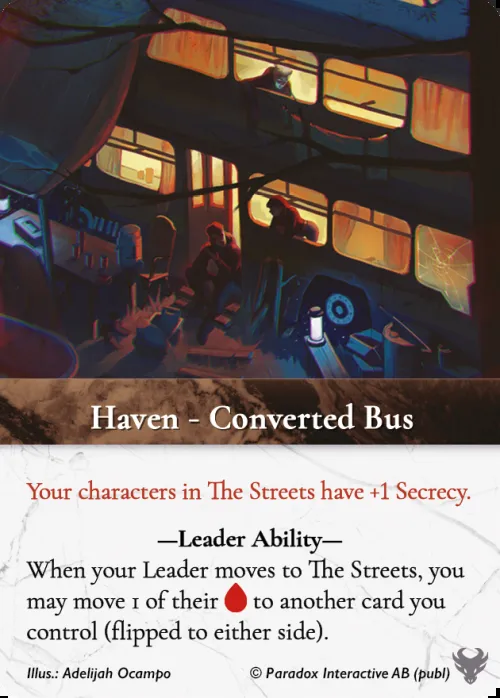 Haven - Converted Bus
Your characters in The Streets have +1 Secrecy.
—Leader Ability—
When your Leader moves to The Streets, you
may move 1 of their to another card you
control (flipped to either side).
Illus.: Adelijah Ocampo © Paradox Interactive AB (publ)